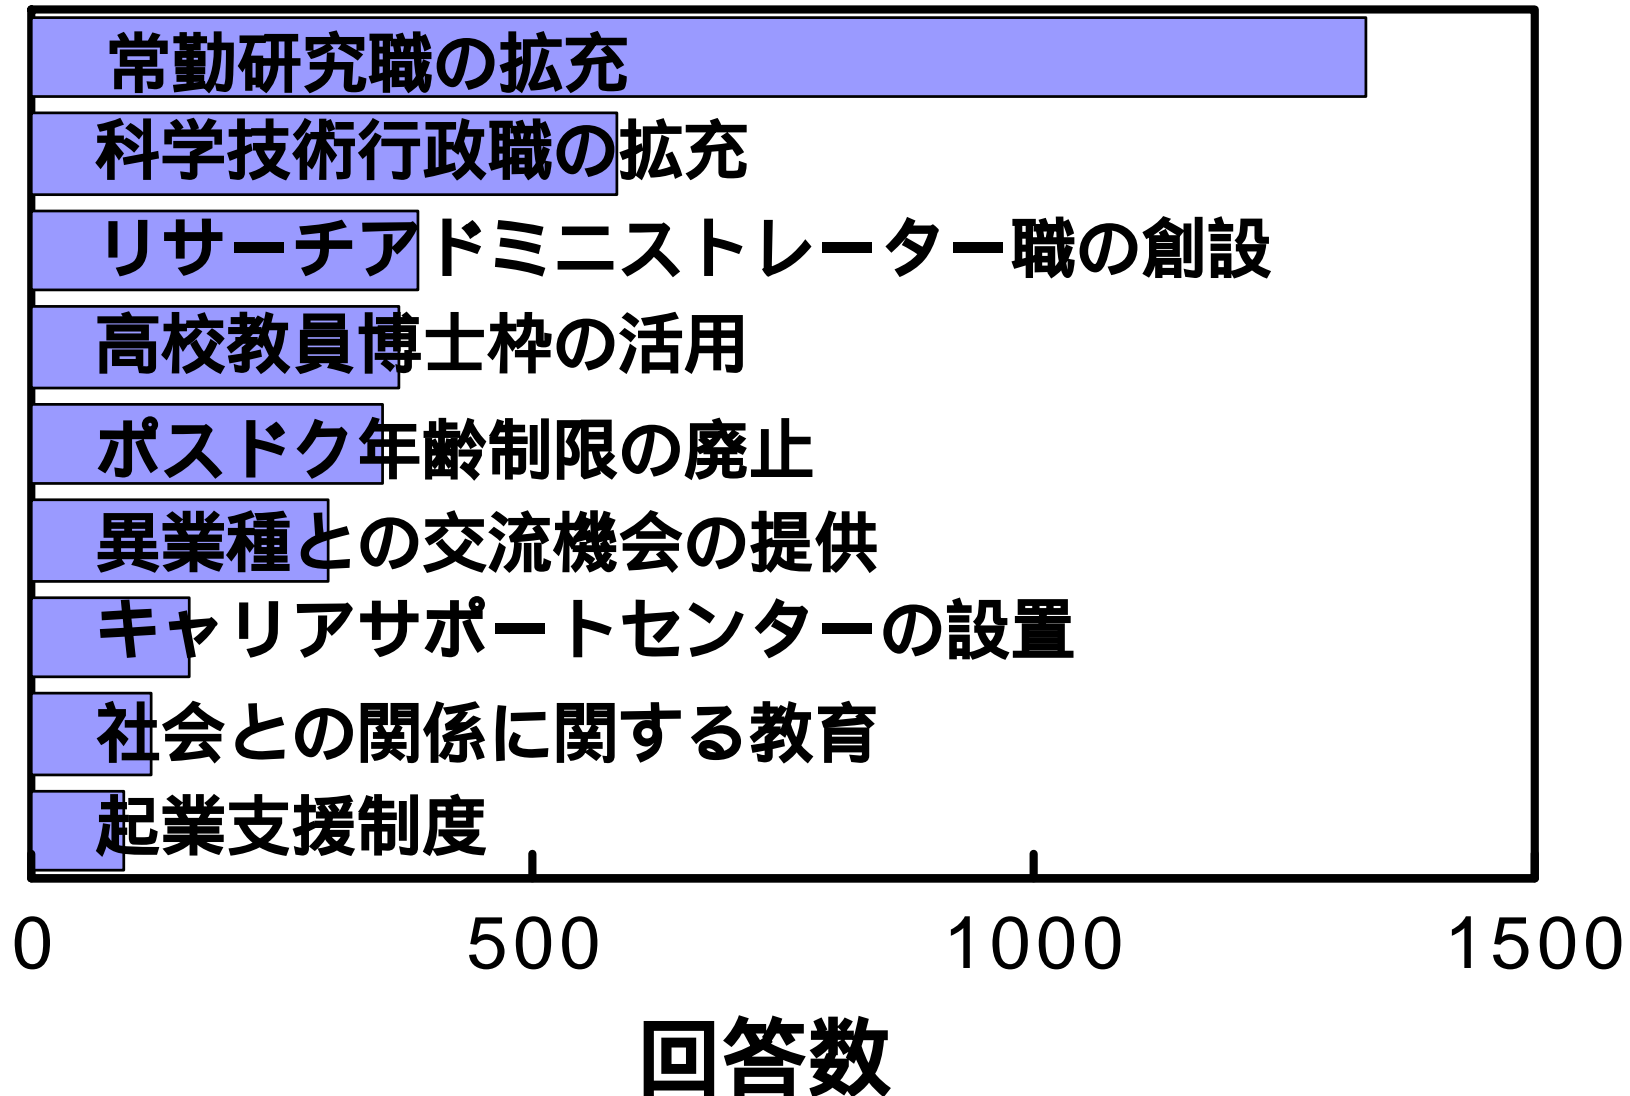 常勤研究職の拡充
科学技術行政職の拡充
リサーチアドミニストレーター職の創設
高校教員博士枠の活用
ポスドク年齢制限の廃止
異業種との交流機会の提供
キャリアサポートセンターの設置
社会との関係に関する教育
起業支援制度
0 500 1000 1500
回答数